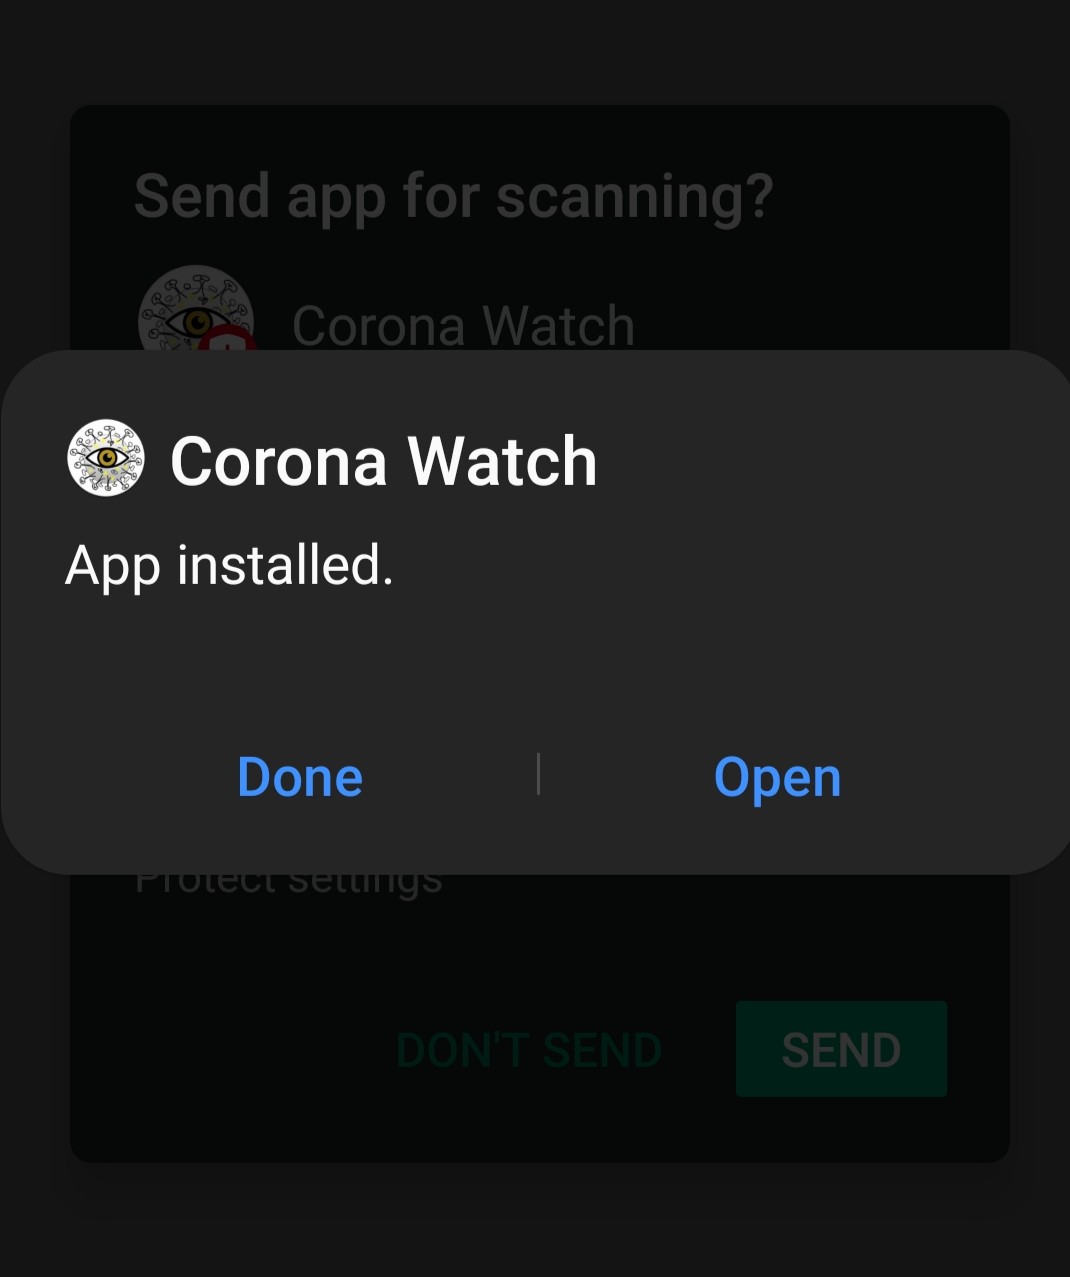 Send app for scanning?
Corona Watch
Corona Watch
App installed.
Done
Open
Protect settings
DON'T SEND
SEND